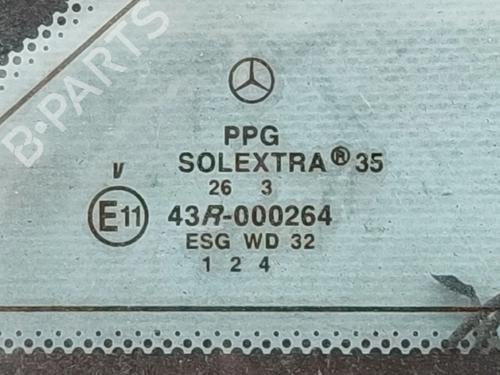 B-PARTS
PPG
SOLEXTRA® 35
26 3
V
E11 43R-000264
ESG WD 32
1 2 4